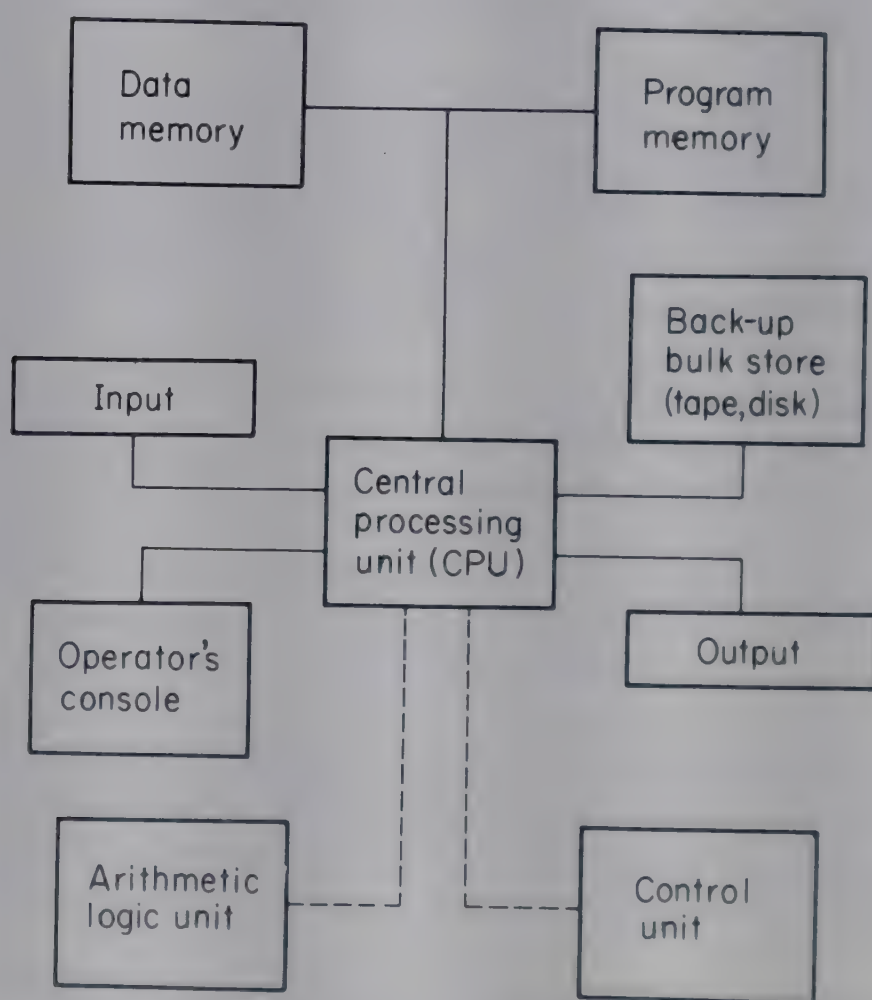 Data
memory
Program
memory
Back-up
bulk store
(tape,disk)
Input
Central
processing
unit (CPU)
Operator's
console
Output
Arithmetic
logic unit
Control
unit